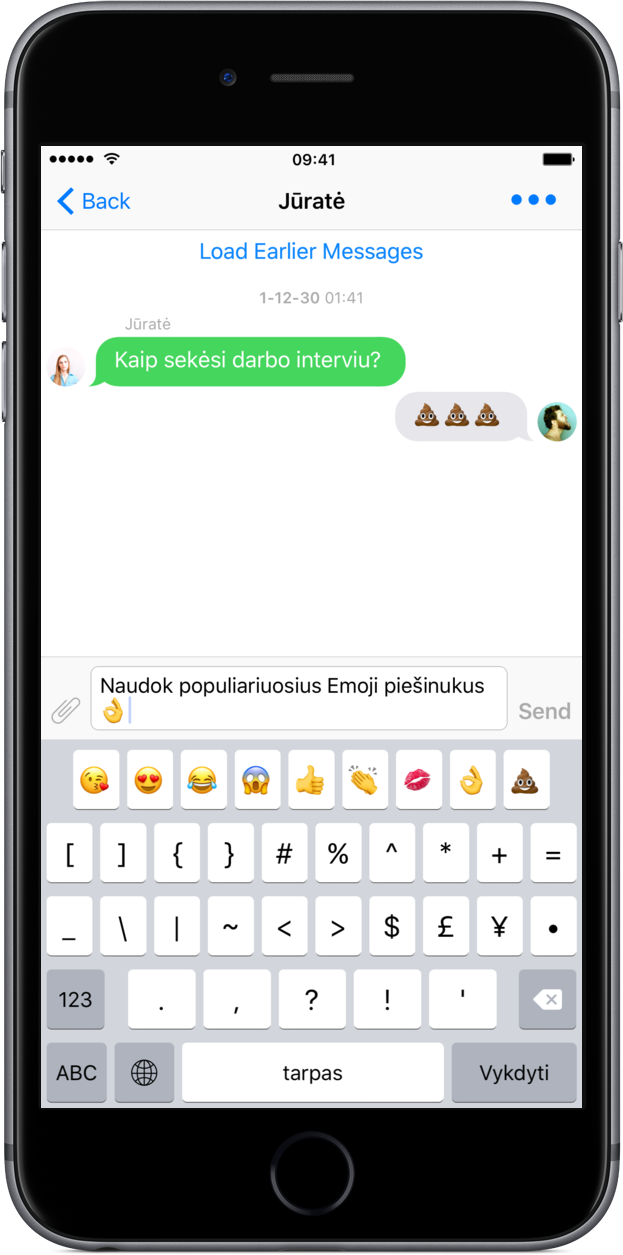 09:41
Back Jūratė •••
Load Earlier Messages
1-12-30 01:41
Jūratė
Kaip sekėsi darbo interviu?
💩💩💩
Naudok populiariuosius Emoji piešinukus
👌
Send
😘 😍 😂 😱 👍 👏 💋 👌 💩
[ ] { } # % ^ * + =
_ \ | ~ < > $ £ ¥ •
123 . , ? ! '
ABC tarpas Vykdyti